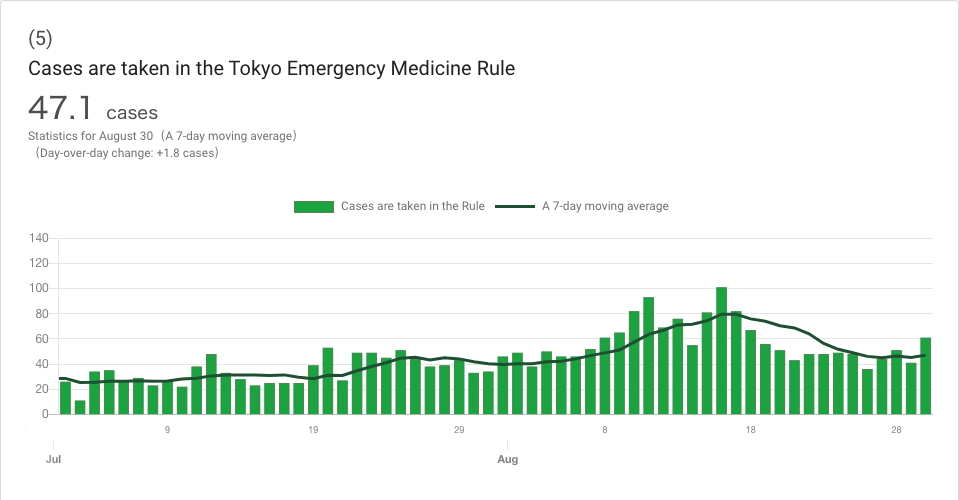 (5)
Cases are taken in the Tokyo Emergency Medicine Rule
47.1 cases
Statistics for August 30（A 7-day moving average）
（Day-over-day change: +1.8 cases）
Cases are taken in the Rule A 7-day moving average
140
120
100
80
60
40
20
0
9 19 29 8 18 28
Jul Aug